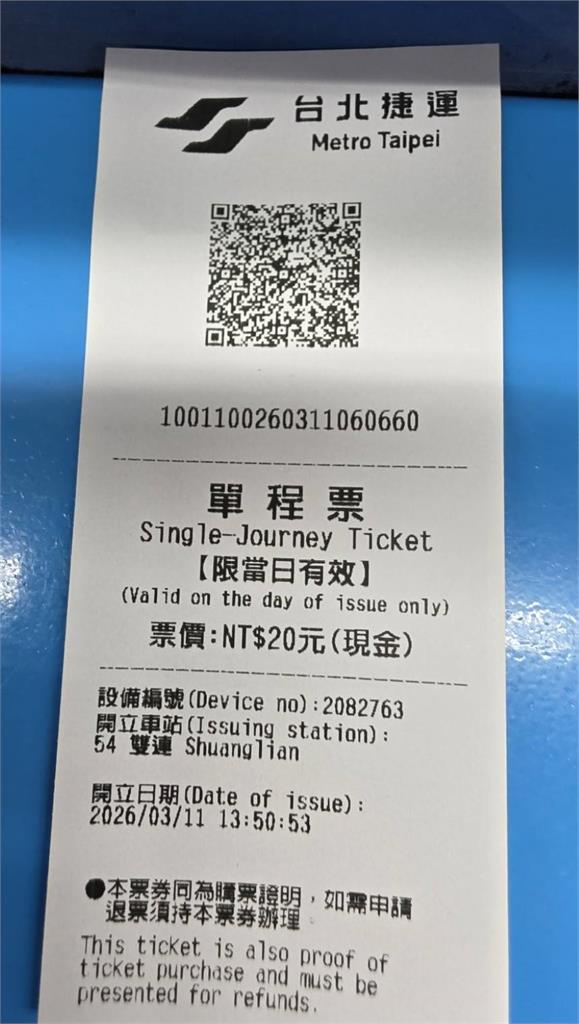 台北捷運
Metro Taipei
1001100260311060660
單程票
Single-Journey Ticket
【限當日有效】
(Valid on the day of issue only)
票價:NT$20元(現金)
設備編號(Device no):2082763
開立車站(Issuing station):
54 雙連 Shuanglian
開立日期(Date of issue):
2026/03/11 13:50:53
●本票券同為購票證明，如需申請
退票須持本票券辦理。
This ticket is also proof of
ticket purchase and must be
presented for refunds.